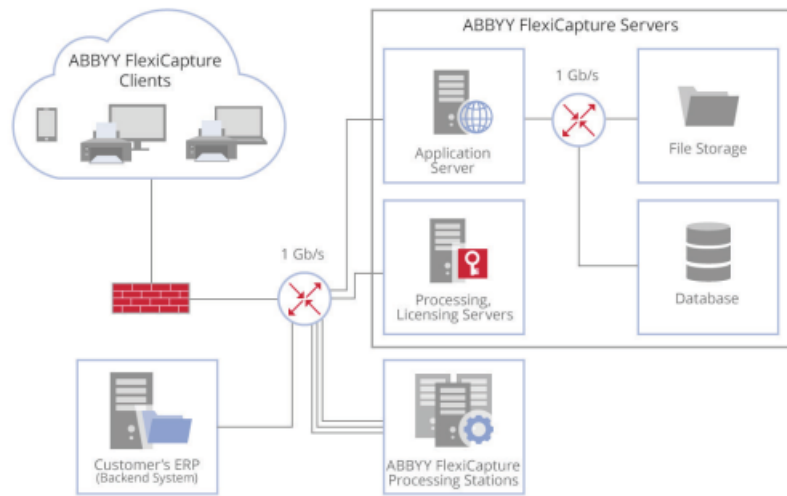 ABBYY FlexiCapture
Clients
ABBYY FlexiCapture Servers
1 Gb/s
Application
Server
File Storage
1 Gb/s
Processing,
Licensing Servers
Database
Customer's ERP
(Backend System)
ABBYY FlexiCapture
Processing Stations